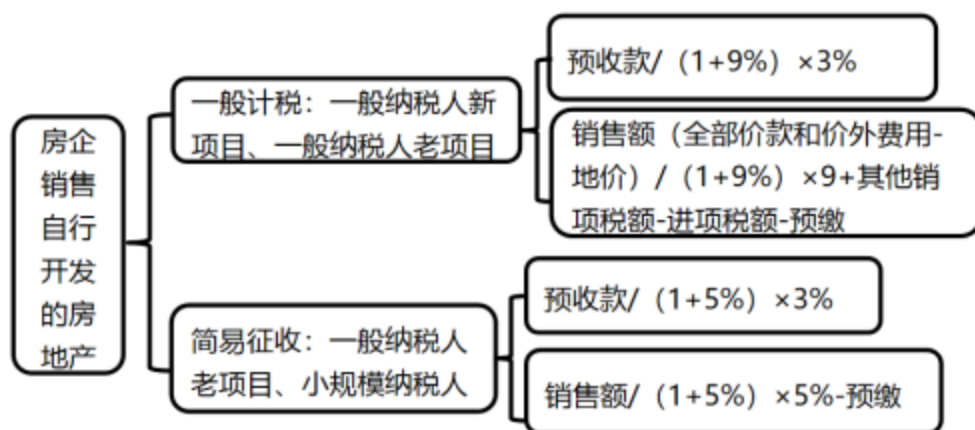 房企
销售
自行
开发
的房
地产
一般计税：一般纳税人新
项目、一般纳税人老项目
预收款/（1+9%）×3%
销售额（全部价款和价外费用-
地价）/（1+9%）×9+其他销
项税额-进项税额-预缴
简易征收：一般纳税人
老项目、小规模纳税人
预收款/（1+5%）×3%
销售额/（1+5%）×5%-预缴